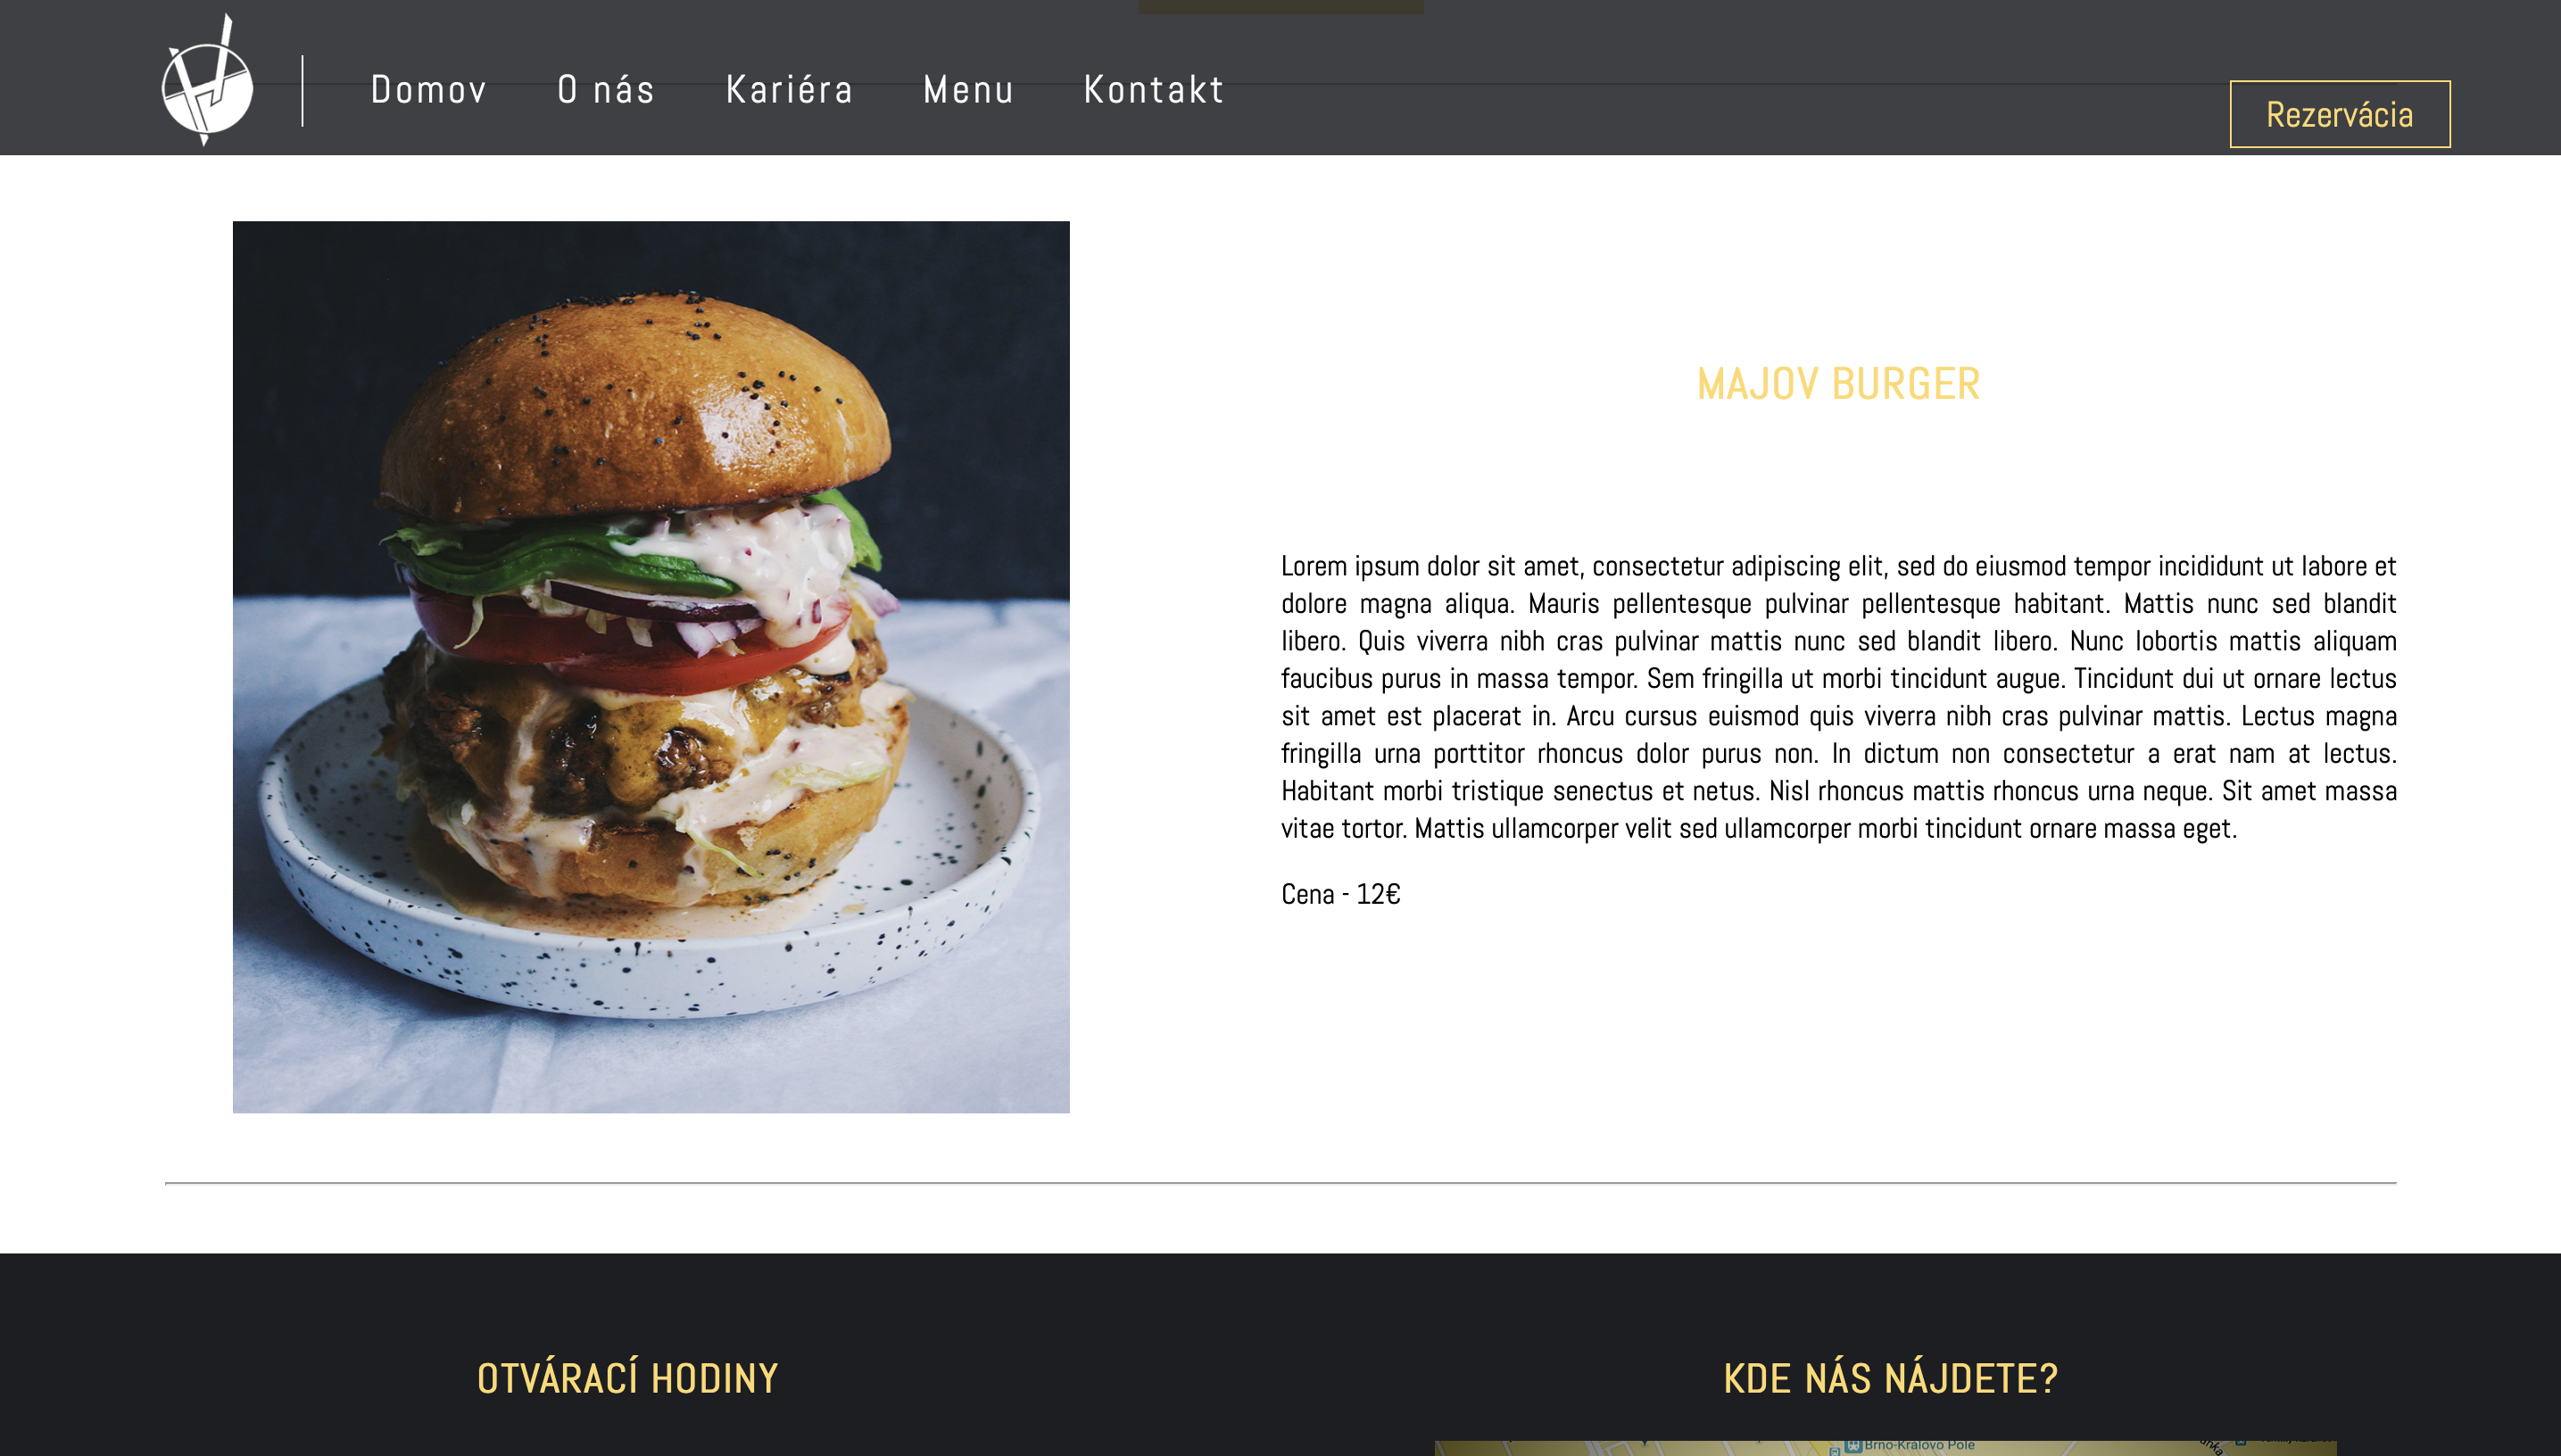 Domov O nás Kariéra Menu Kontakt
Rezervácia
MAJOV BURGER
Lorem ipsum dolor sit amet, consectetur adipiscing elit, sed do eiusmod tempor incididunt ut labore et
dolore magna aliqua. Mauris pellentesque pulvinar pellentesque habitant. Mattis nunc sed blandit
libero. Quis viverra nibh cras pulvinar mattis nunc sed blandit libero. Nunc lobortis mattis aliquam
faucibus purus in massa tempor. Sem fringilla ut morbi tincidunt augue. Tincidunt dui ut ornare lectus
sit amet est placerat in. Arcu cursus euismod quis viverra nibh cras pulvinar mattis. Lectus magna
fringilla urna porttitor rhoncus dolor purus non. In dictum non consectetur a erat nam at lectus.
Habitant morbi tristique senectus et netus. Nisl rhoncus mattis rhoncus urna neque. Sit amet massa
vitae tortor. Mattis ullamcorper velit sed ullamcorper morbi tincidunt ornare massa eget.
Cena - 12€
OTVÁRACÍ HODINY
KDE NÁS NÁJDETE?
Brno-Královo Pole